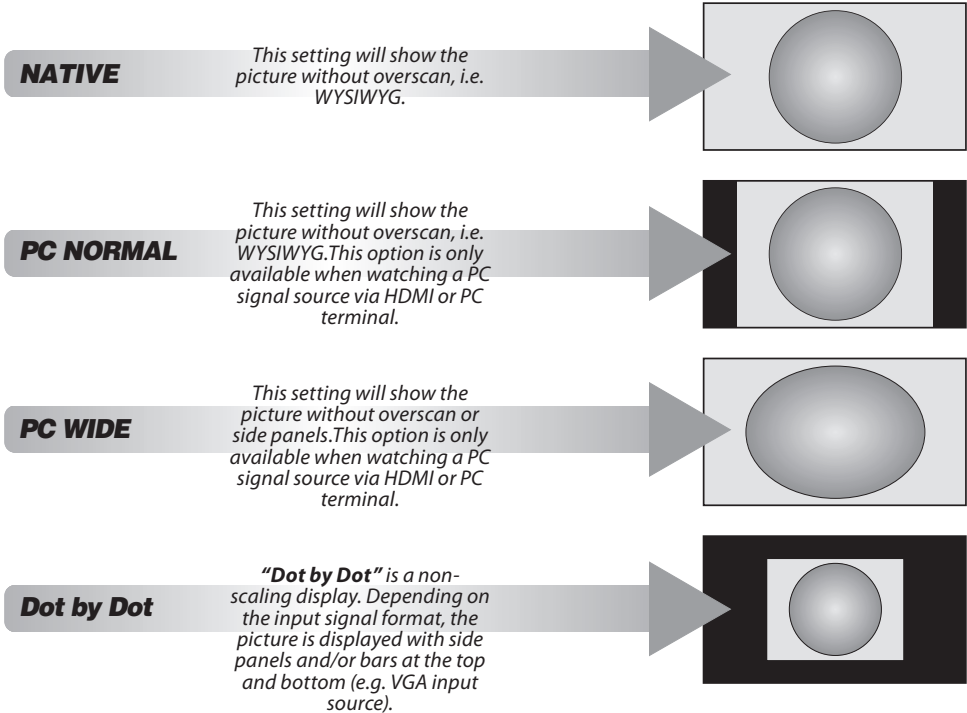 NATIVE
This setting will show the
picture without overscan, i.e.
WYSIWYG.
PC NORMAL
This setting will show the
picture without overscan, i.e.
WYSIWYG.This option is only
available when watching a PC
signal source via HDMI or PC
terminal.
PC WIDE
This setting will show the
picture without overscan or
side panels.This option is only
available when watching a PC
signal source via HDMI or PC
terminal.
Dot by Dot
“Dot by Dot” is a non-
scaling display. Depending on
the input signal format, the
picture is displayed with side
panels and/or bars at the top
and bottom (e.g. VGA input
source).